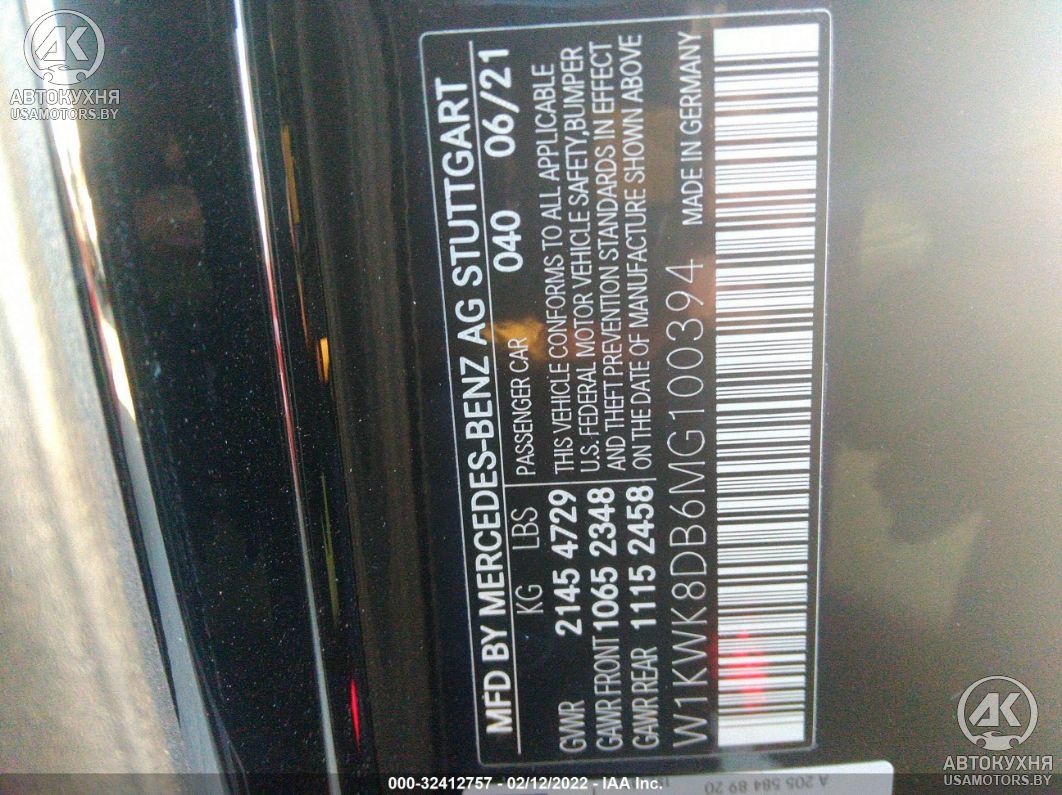 MFD BY MERCEDES-BENZ AG STUTTGART
040 06/21
KG LBS
PASSENGER CAR
GVWR 2145 4729
THIS VEHICLE CONFORMS TO ALL APPLICABLE
GAWR FRONT 1065 2348
U.S. FEDERAL MOTOR VEHICLE SAFETY,BUMPER
AND THEFT PREVENTION STANDARDS IN EFFECT
GAWR REAR 1115 2458
ON THE DATE OF MANUFACTURE SHOWN ABOVE
W1KWK8DB6MG100394
MADE IN GERMANY
A 205 584 89 20
AK
АВТОКУХНЯ
USAMOTORS.BY
AK
АВТОКУХНЯ
USAMOTORS.BY
000-32412757 - 02/12/2022 - IAA Inc.